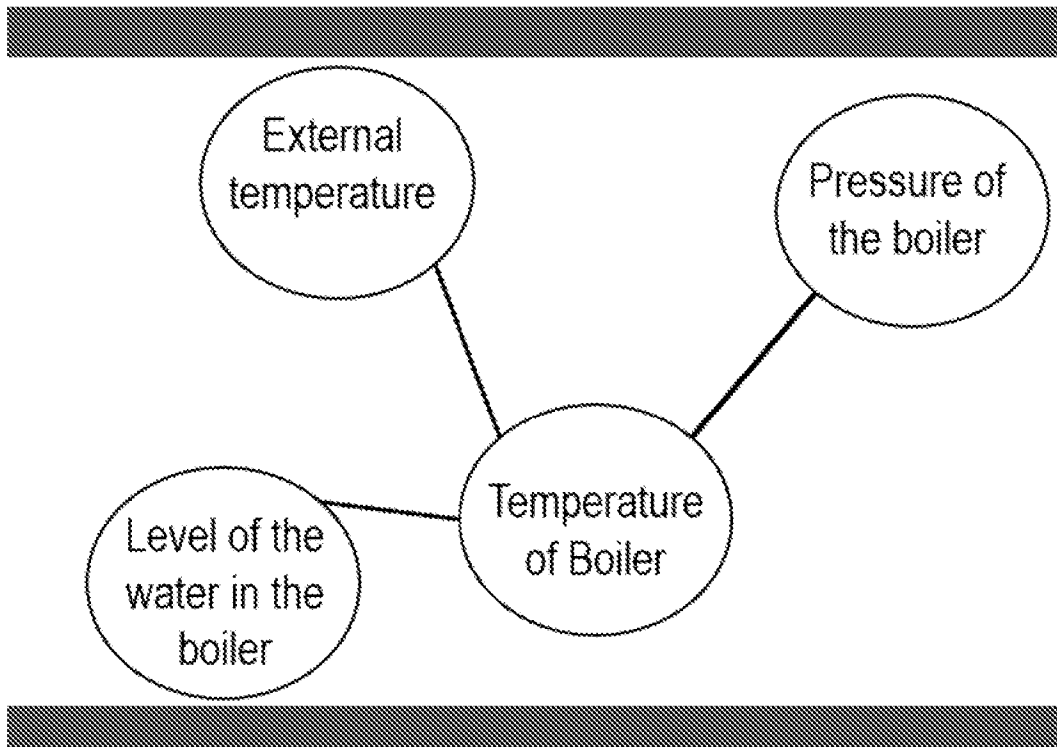 External
temperature
Pressure of
the boiler
Temperature
of Boiler
Level of the
water in the
boiler